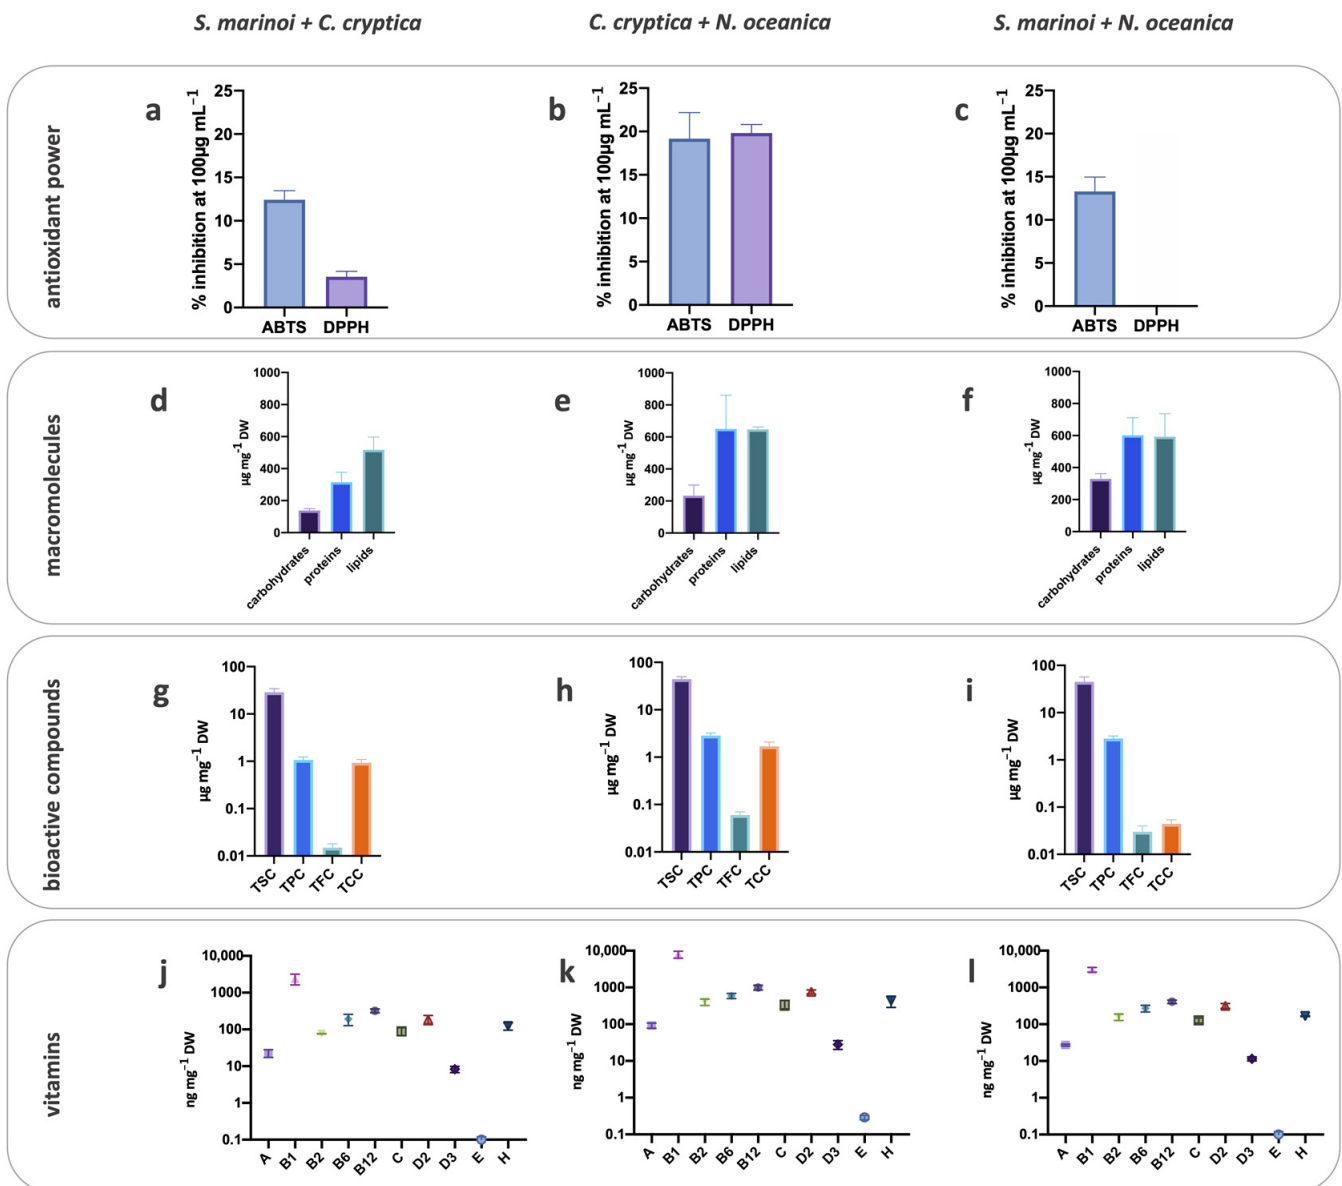 S. marinoi + C. cryptica
C. cryptica + N. oceanica
S. marinoi + N. oceanica
antioxidant power
a
% inhibition at 100µg mL⁻¹
25
20
15
10
5
0
ABTS DPPH
b
% inhibition at 100µg mL⁻¹
25
20
15
10
5
0
ABTS DPPH
c
% inhibition at 100µg mL⁻¹
25
20
15
10
5
0
ABTS DPPH
macromolecules
d
µg mg⁻¹ DW
1000
800
600
400
200
0
carbohydrates
proteins
lipids
e
µg mg⁻¹ DW
1000
800
600
400
200
0
carbohydrates
proteins
lipids
f
µg mg⁻¹ DW
1000
800
600
400
200
0
carbohydrates
proteins
lipids
bioactive compounds
g
µg mg⁻¹ DW
100
10
1
0.1
0.01
TSC TPC TFC TCC
h
µg mg⁻¹ DW
100
10
1
0.1
0.01
TSC TPC TFC TCC
i
µg mg⁻¹ DW
100
10
1
0.1
0.01
TSC TPC TFC TCC
vitamins
j
ng mg⁻¹ DW
10,000
1000
100
10
1
0.1
A B1 B2 B6 B12 C D2 D3 E H
k
ng mg⁻¹ DW
10,000
1000
100
10
1
0.1
A B1 B2 B6 B12 C D2 D3 E H
l
ng mg⁻¹ DW
10,000
1000
100
10
1
0.1
A B1 B2 B6 B12 C D2 D3 E H